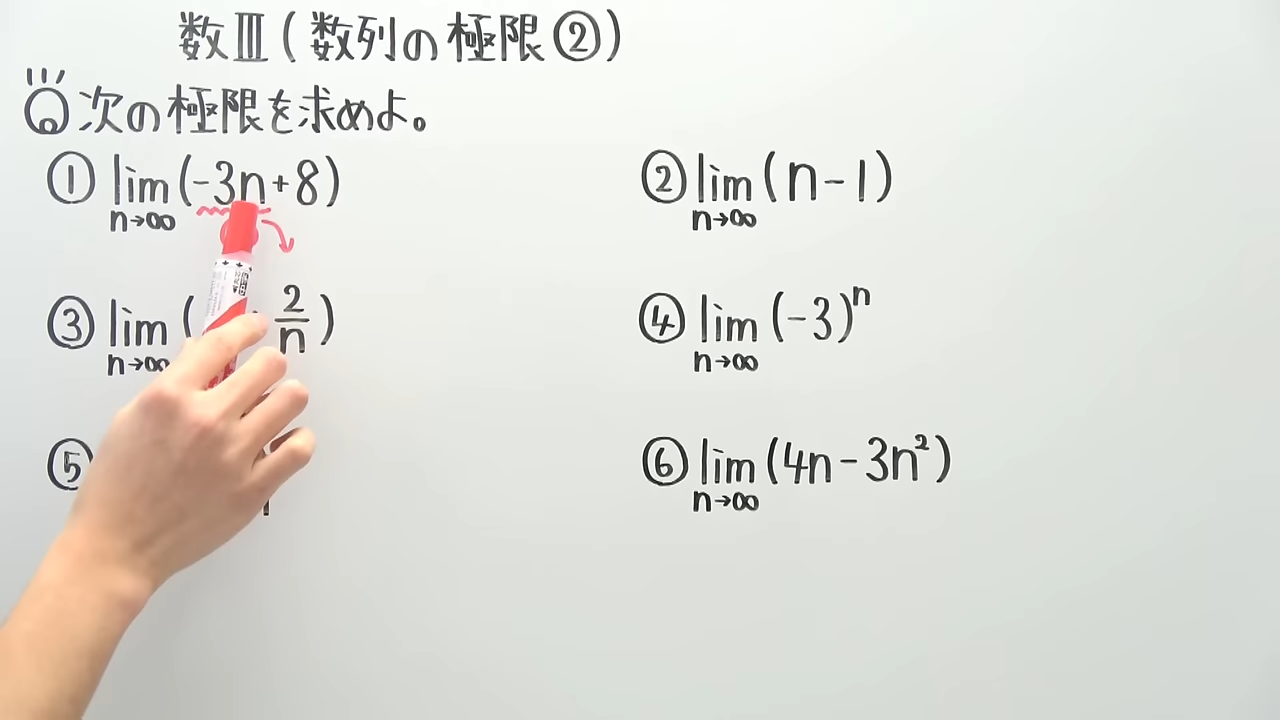 数Ⅲ(数列の極限②)
Q次の極限を求めよ。
① lim(-3n+8)
n→∞
② lim(n-1)
n→∞
③ lim( 2/n )
n→∞
④ lim(-3)^n
n→∞
⑤
⑥ lim(4n-3n²)
n→∞